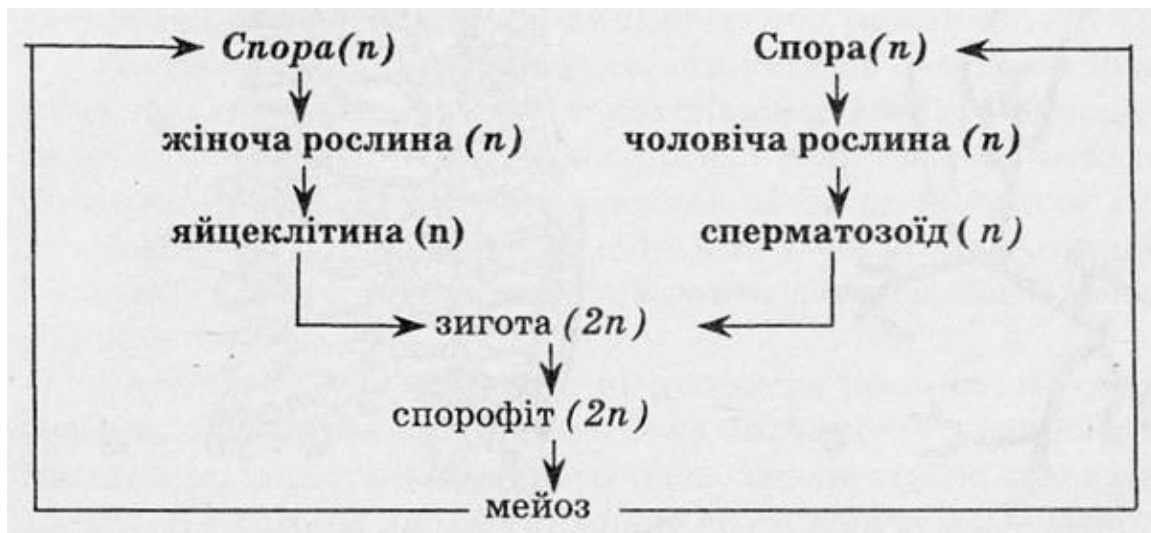 Спора(n) Спора(n)
жіноча рослина (n) чоловіча рослина (n)
яйцеклітина (n) сперматозоїд ( n)
зигота (2n)
спорофіт (2n)
мейоз